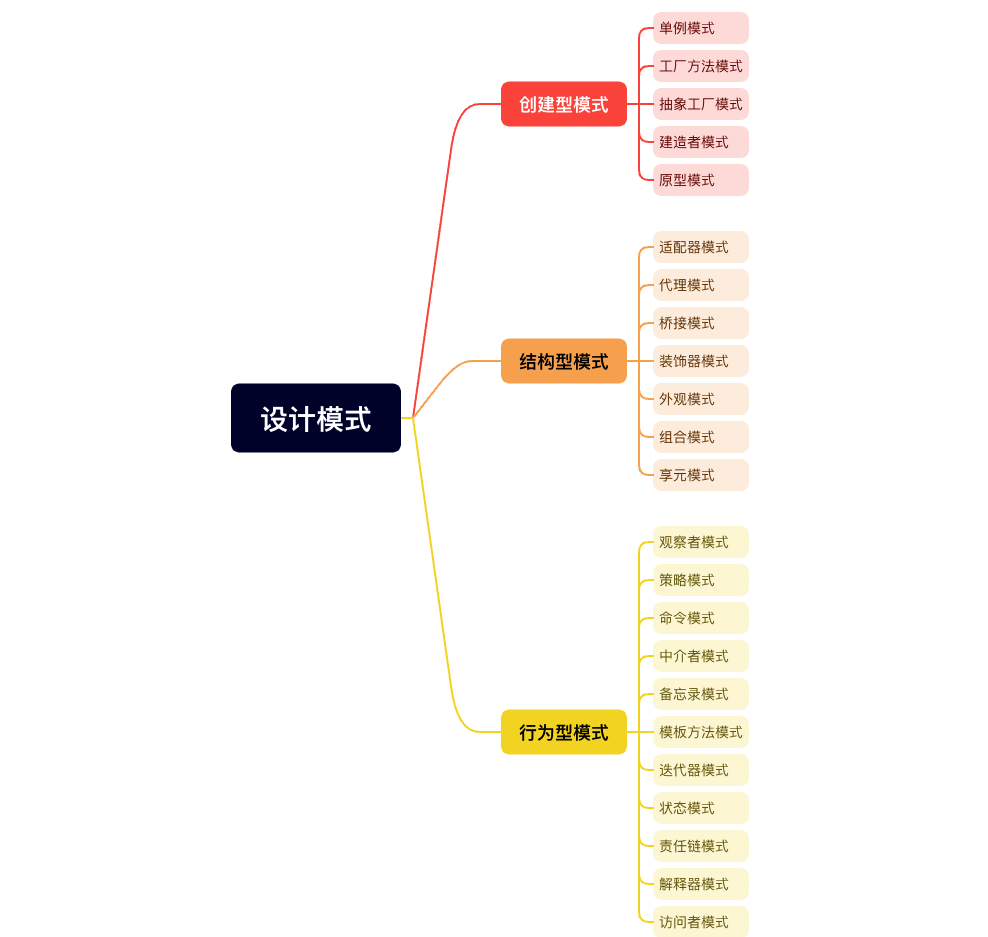 设计模式
创建型模式
单例模式
工厂方法模式
抽象工厂模式
建造者模式
原型模式
结构型模式
适配器模式
代理模式
桥接模式
装饰器模式
外观模式
组合模式
享元模式
行为型模式
观察者模式
策略模式
命令模式
中介者模式
备忘录模式
模板方法模式
迭代器模式
状态模式
责任链模式
解释器模式
访问者模式